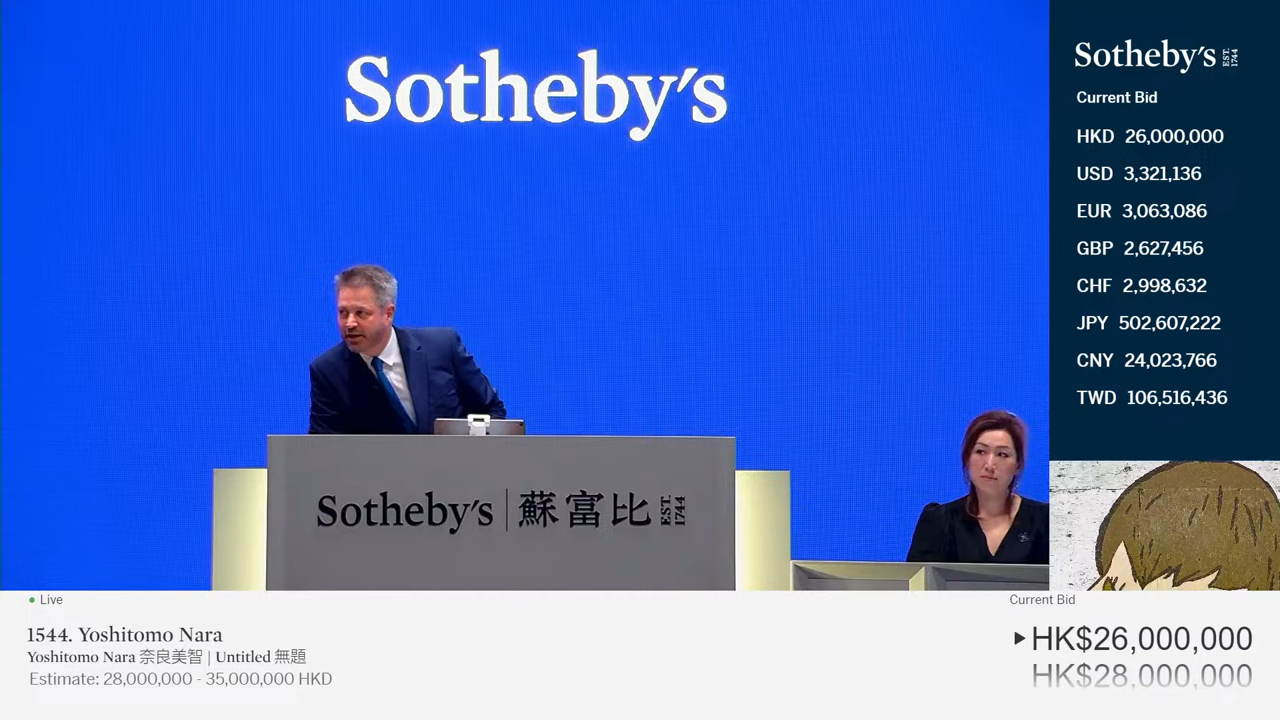 Sotheby's
Sotheby's | 蘇富比 EST. 1744
Sotheby's EST. 1744
Current Bid
HKD 26,000,000
USD 3,321,136
EUR 3,063,086
GBP 2,627,456
CHF 2,998,632
JPY 502,607,222
CNY 24,023,766
TWD 106,516,436
Live
1544. Yoshitomo Nara
Yoshitomo Nara 奈良美智 | Untitled 無題
Estimate: 28,000,000 - 35,000,000 HKD
Current Bid
HK$26,000,000
HK$28,000,000